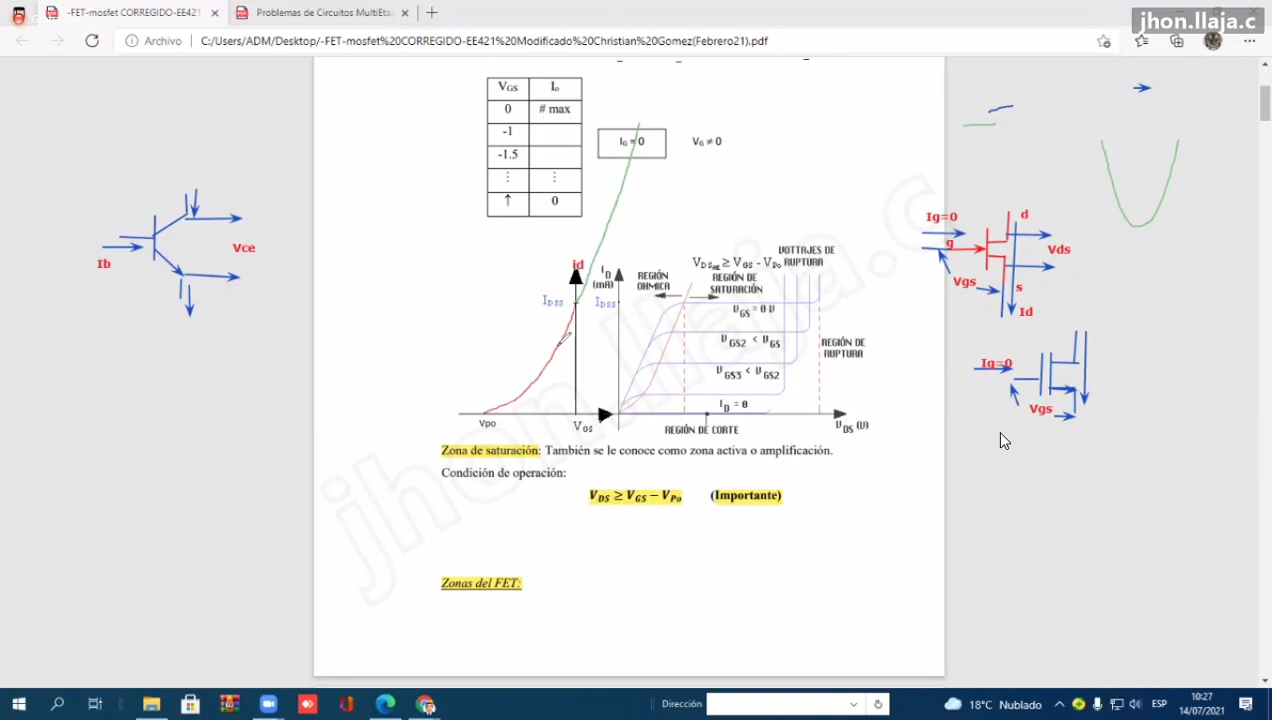 -FET-mosfet CORREGIDO-EE421
Problemas de Circuitos MultiEta
jhon.llaja.c
Archivo
C:/Users/ADM/Desktop/-FET-mosfet%20CORREGIDO-EE421%20Modificado%20Christian%20Gomez(Febrero21).pdf
VGS Io
0 # max
-1
-1.5
⋮ ⋮
↑ 0
IG = 0 VG ≠ 0
Ib
Vce
Ig=0
g
d
Vds
Vgs
s
Id
Ig=0
Vgs
id
IDSS
VPO
VGS
ID (mA)
IDSS
REGIÓN OHMICA
VDSsat ≥ VGS - VPo
REGIÓN DE SATURACIÓN
VOTTAJES DE RUPTURA
VGS = 0 V
VGS2 < VGS
VGS3 < VGS2
REGIÓN DE RUPTURA
ID = 0
REGIÓN DE CORTE
VDS (V)
Zona de saturación: También se le conoce como zona activa o amplificación.
Condición de operación:
VDS ≥ VGS − VPo (Importante)
Zonas del FET:
jhon.llaja.c
Dirección
18°C Nublado
ESP
10:27
14/07/2021